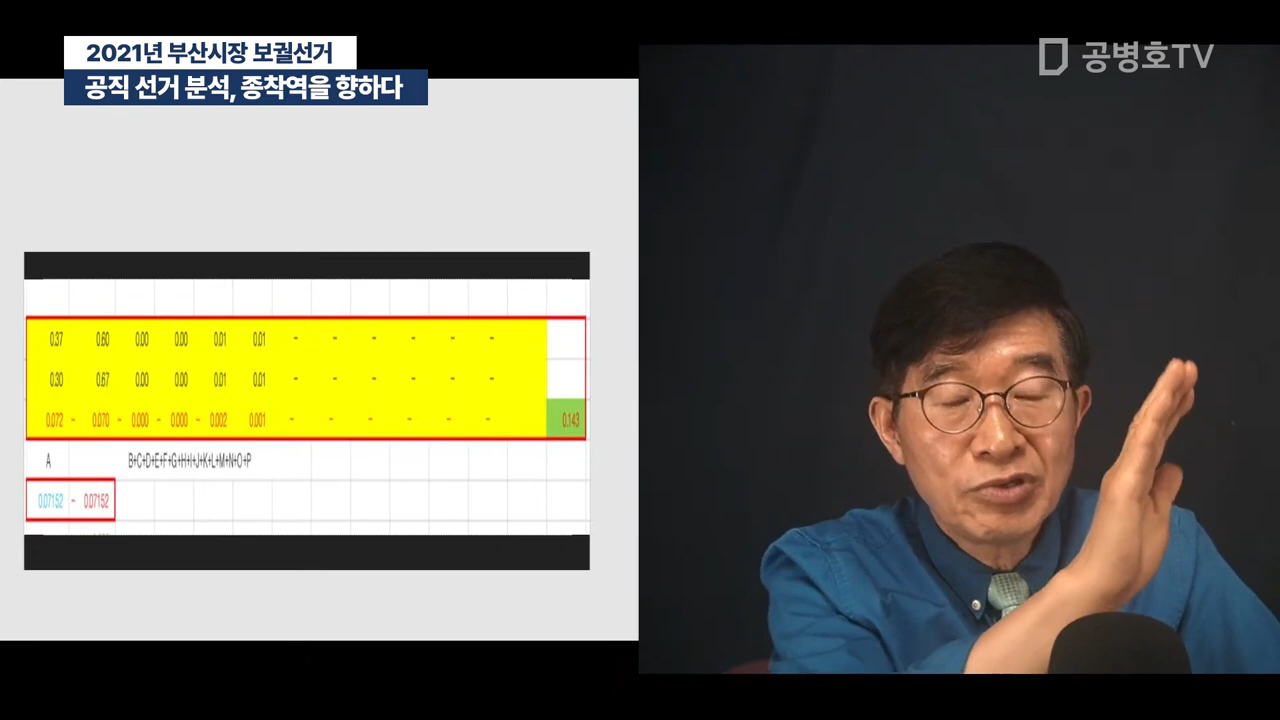 2021년 부산시장 보궐선거
공직 선거 분석, 종착역을 향하다
공병호TV
0.37 0.60 0.00 0.00 0.01 0.01 - - - - - -
0.30 0.67 0.00 0.00 0.01 0.01 - - - - - -
0.072 - 0.070 - 0.000 - 0.000 - 0.002 0.001 - - - - - - 0.143
A B+C+D+E+F+G+H+I+J+K+L+M+N+O+P
0.07152 - 0.07152